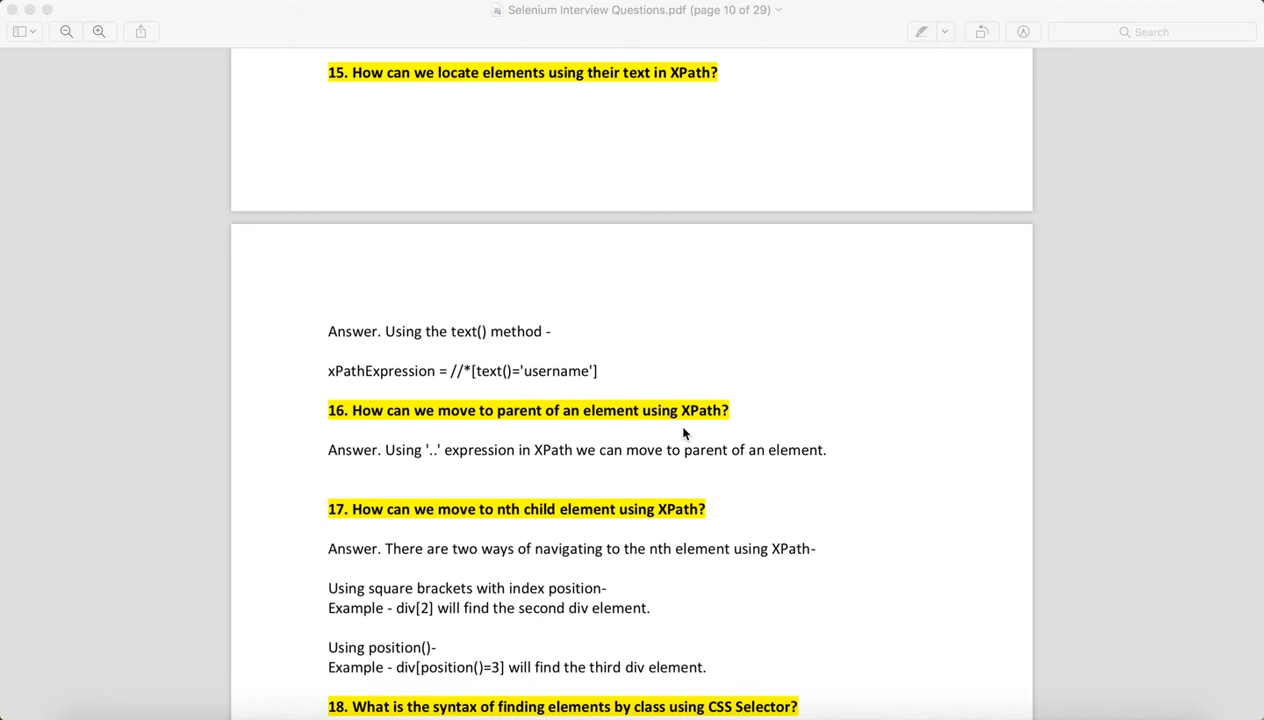 Selenium Interview Questions.pdf (page 10 of 29)
Search
15. How can we locate elements using their text in XPath?
Answer. Using the text() method -
xPathExpression = //*[text()='username']
16. How can we move to parent of an element using XPath?
Answer. Using '..' expression in XPath we can move to parent of an element.
17. How can we move to nth child element using XPath?
Answer. There are two ways of navigating to the nth element using XPath-
Using square brackets with index position-
Example - div[2] will find the second div element.
Using position()-
Example - div[position()=3] will find the third div element.
18. What is the syntax of finding elements by class using CSS Selector?